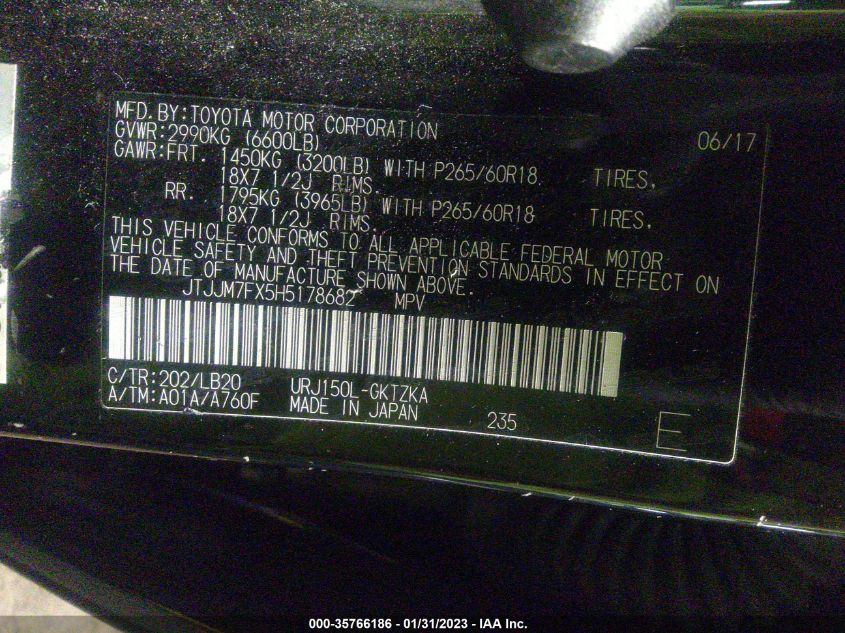 MFD.BY:TOYOTA MOTOR CORPORATION 06/17
GVWR:2990KG (6600LB)
GAWR:FRT. 1450KG (3200LB) WITH P265/60R18 TIRES,
18X7 1/2J RIMS.
RR. 1795KG (3965LB) WITH P265/60R18 TIRES,
18X7 1/2J RIMS.
THIS VEHICLE CONFORMS TO ALL APPLICABLE FEDERAL MOTOR
VEHICLE SAFETY AND THEFT PREVENTION STANDARDS IN EFFECT ON
THE DATE OF MANUFACTURE SHOWN ABOVE.
JTJJM7FX5H5178682 MPV
C/TR:202/LB20 URJ150L-GKTZKA
A/TM:A01A/A760F MADE IN JAPAN 235 E
000-35766186 - 01/31/2023 - IAA Inc.